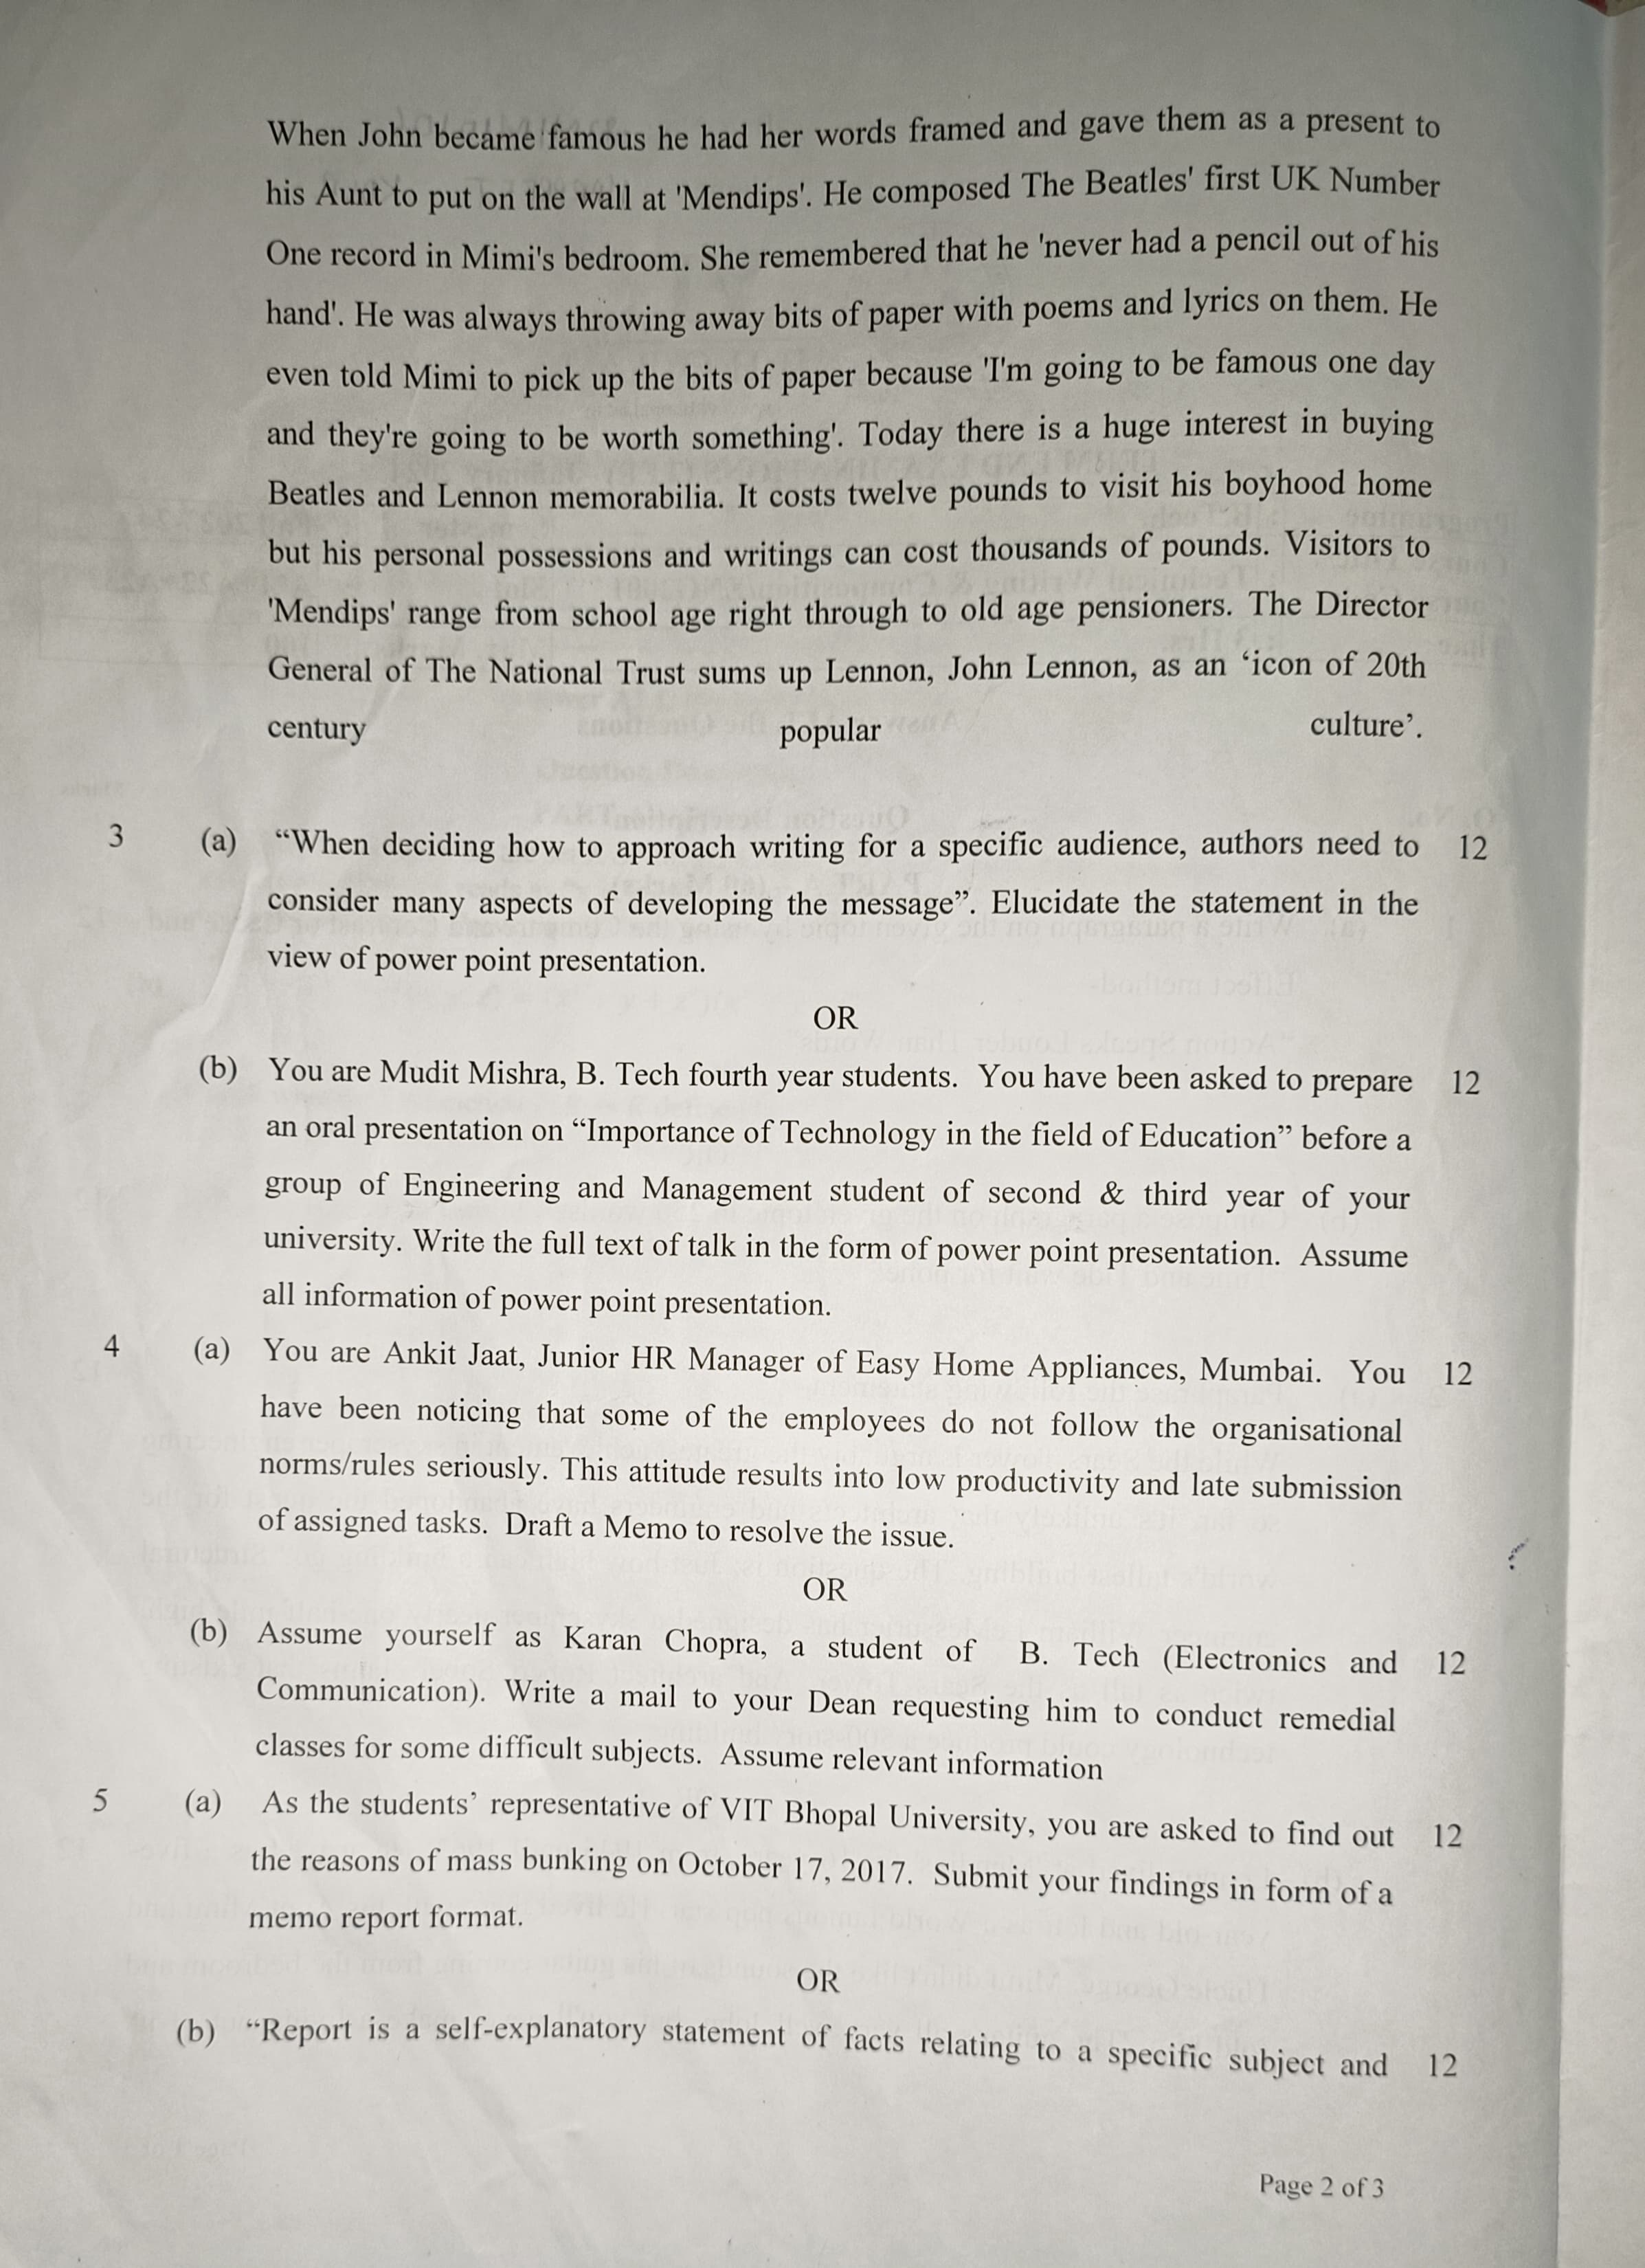 When John became famous he had her words framed and gave them as a present to
his Aunt to put on the wall at 'Mendips'. He composed The Beatles' first UK Number
One record in Mimi's bedroom. She remembered that he 'never had a pencil out of his
hand'. He was always throwing away bits of paper with poems and lyrics on them. He
even told Mimi to pick up the bits of paper because 'I'm going to be famous one day
and they're going to be worth something'. Today there is a huge interest in buying
Beatles and Lennon memorabilia. It costs twelve pounds to visit his boyhood home
but his personal possessions and writings can cost thousands of pounds. Visitors to
'Mendips' range from school age right through to old age pensioners. The Director
General of The National Trust sums up Lennon, John Lennon, as an ‘icon of 20th
century popular culture’.
3 (a) “When deciding how to approach writing for a specific audience, authors need to 12
consider many aspects of developing the message”. Elucidate the statement in the
view of power point presentation.
OR
(b) You are Mudit Mishra, B. Tech fourth year students. You have been asked to prepare 12
an oral presentation on “Importance of Technology in the field of Education” before a
group of Engineering and Management student of second & third year of your
university. Write the full text of talk in the form of power point presentation. Assume
all information of power point presentation.
4 (a) You are Ankit Jaat, Junior HR Manager of Easy Home Appliances, Mumbai. You 12
have been noticing that some of the employees do not follow the organisational
norms/rules seriously. This attitude results into low productivity and late submission
of assigned tasks. Draft a Memo to resolve the issue.
OR
(b) Assume yourself as Karan Chopra, a student of B. Tech (Electronics and 12
Communication). Write a mail to your Dean requesting him to conduct remedial
classes for some difficult subjects. Assume relevant information
5 (a) As the students’ representative of VIT Bhopal University, you are asked to find out 12
the reasons of mass bunking on October 17, 2017. Submit your findings in form of a
memo report format.
OR
(b) “Report is a self-explanatory statement of facts relating to a specific subject and 12
Page 2 of 3